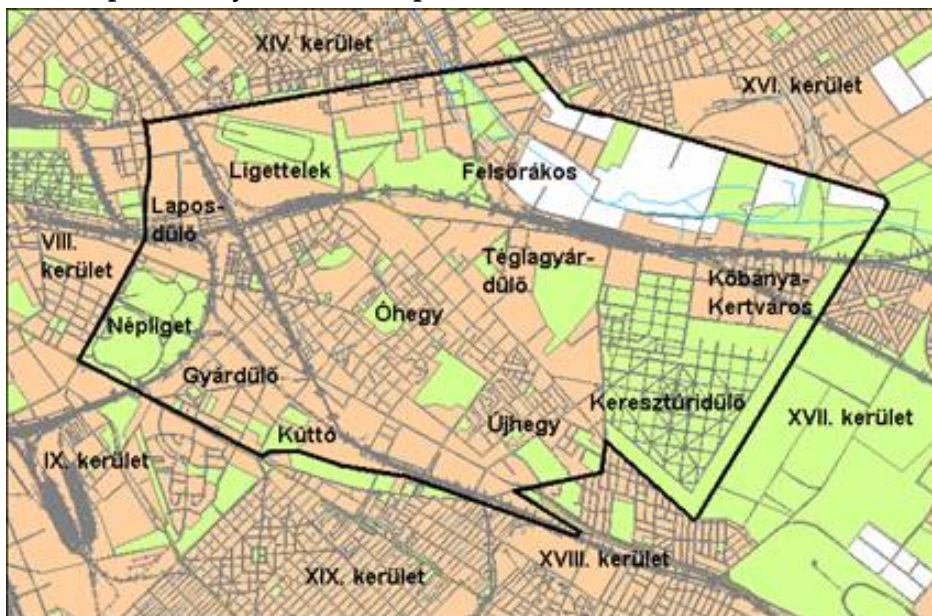 XIV. kerület
XVI. kerület
Ligettelek
Felsőrákos
Lapos-
dűlő
VIII.
kerület
Téglagyár-
dűlő
Kőbánya-
Kertváros
Népliget
Óhegy
Gyárdűlő
Keresztúridűlő
Újhegy
XVII. kerület
Kúttó
IX. kerület
XVIII. kerület
XIX. kerület